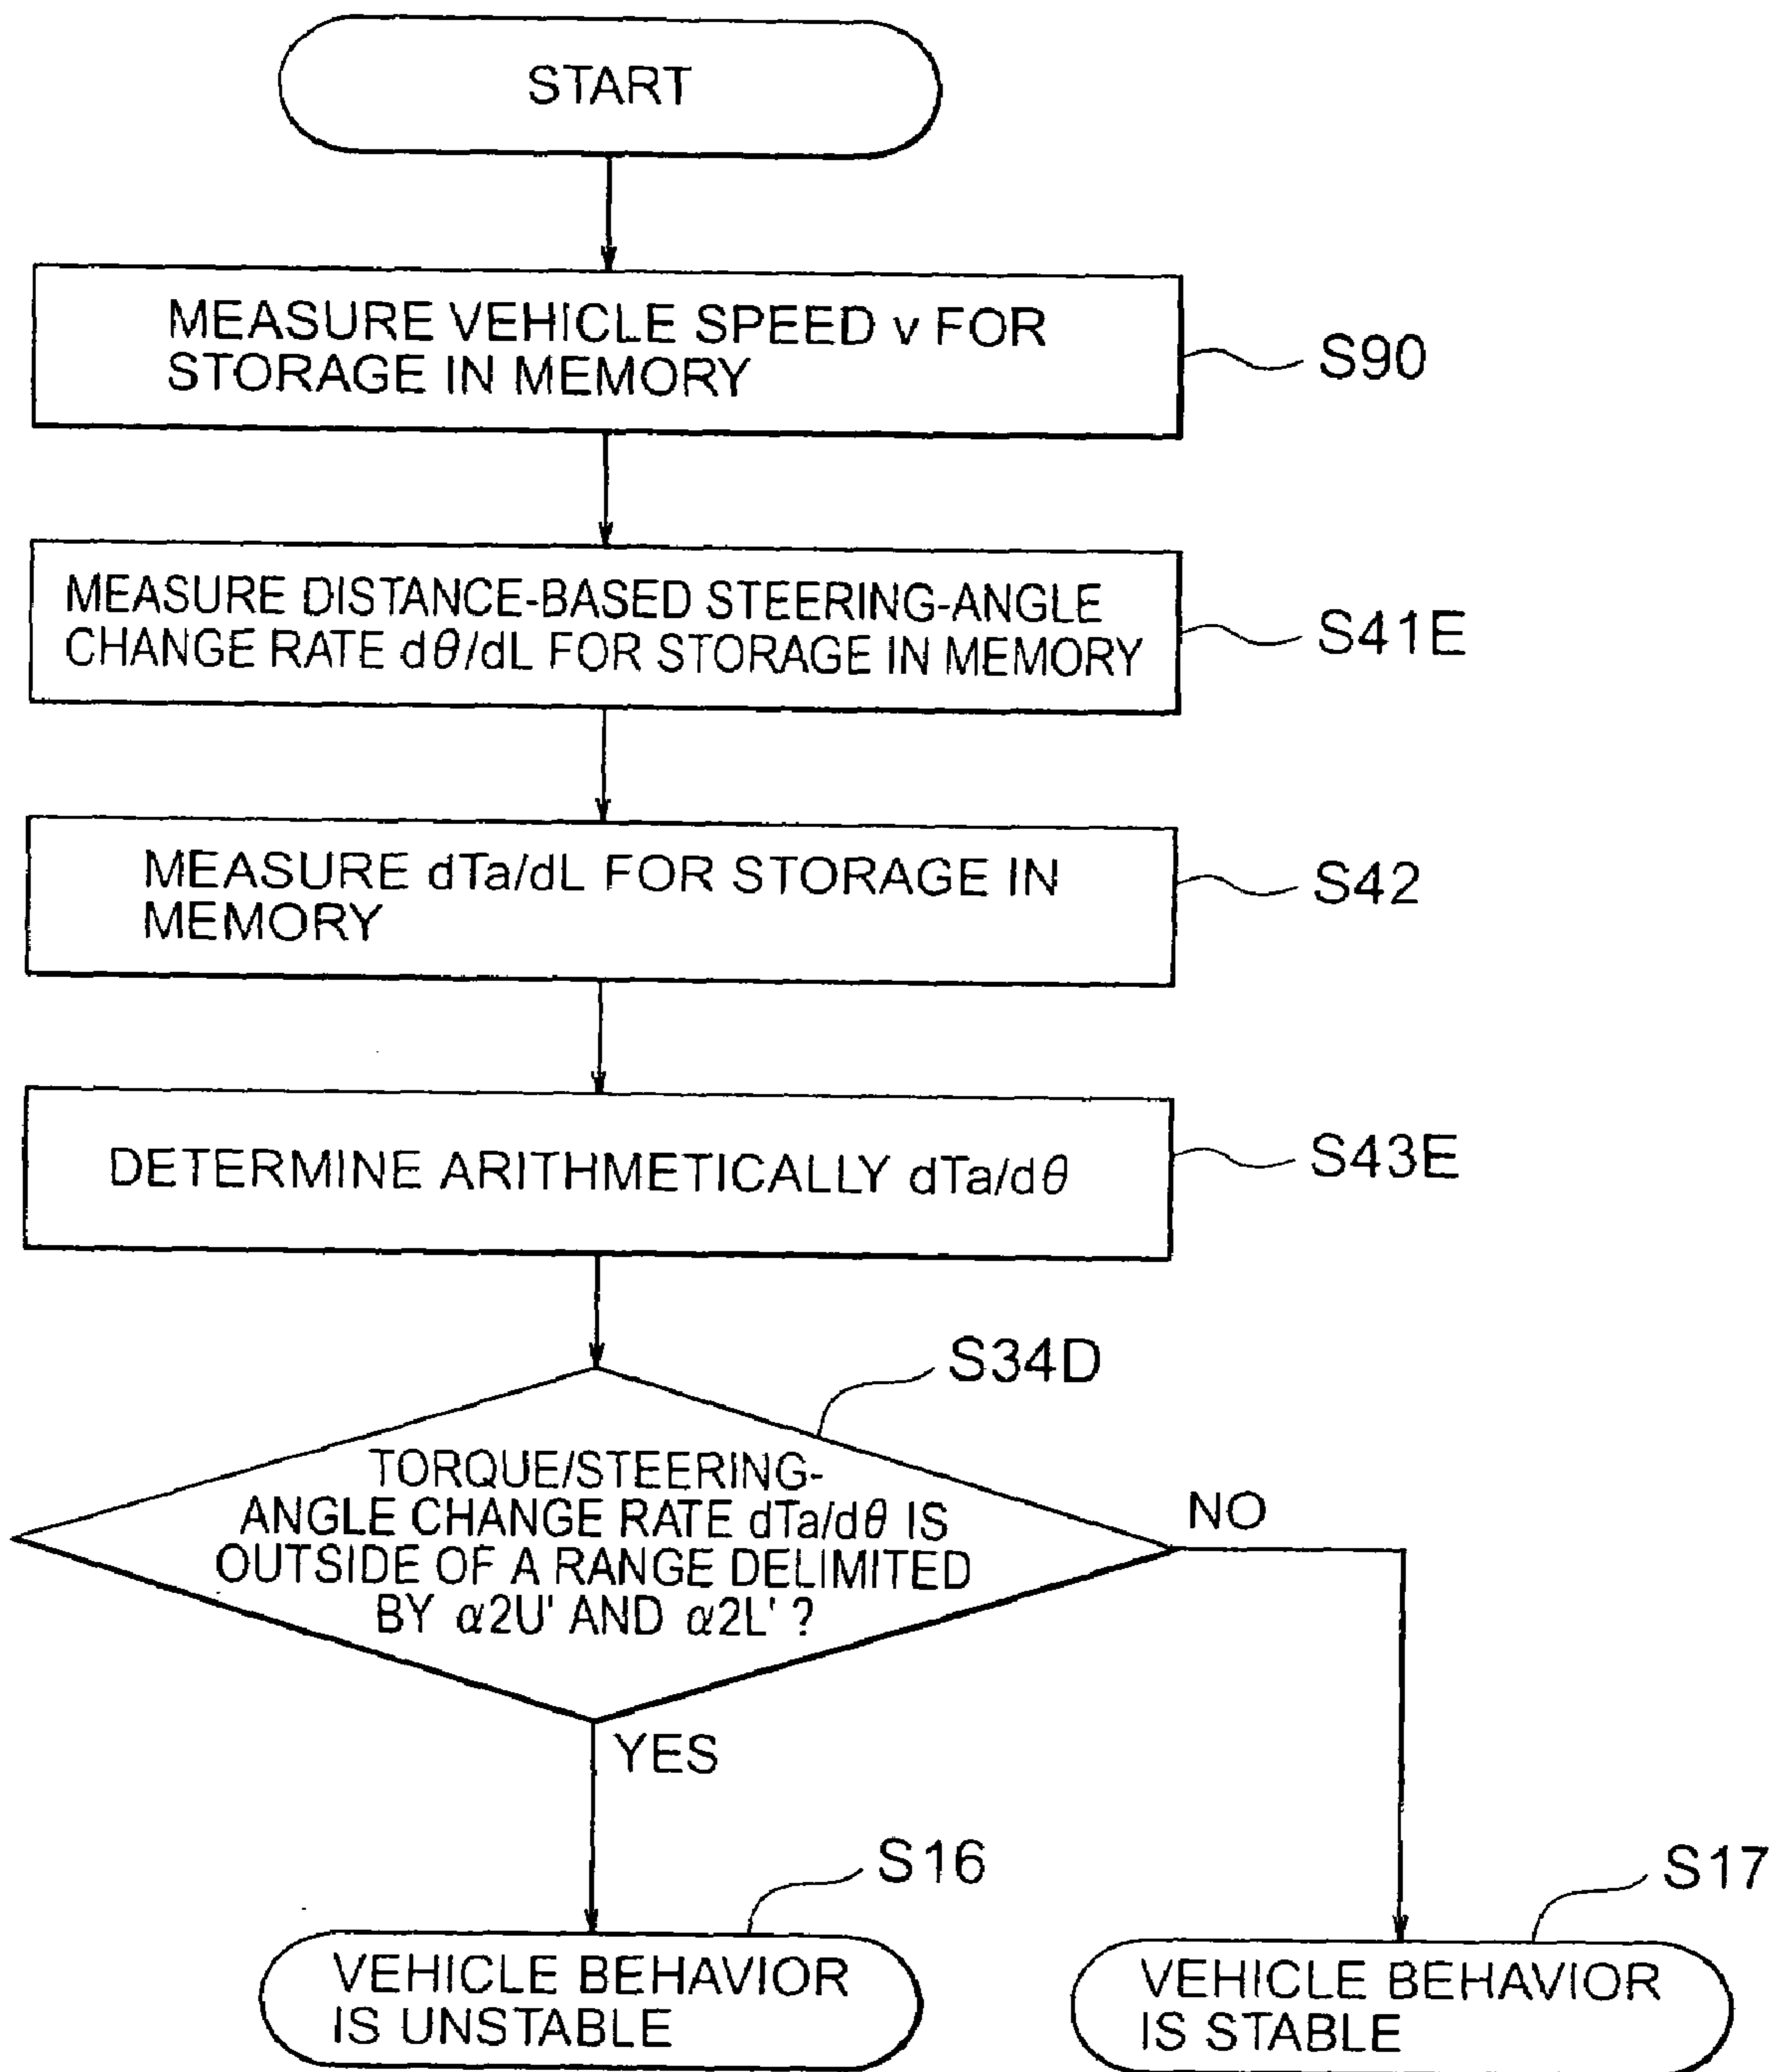 START
MEASURE VEHICLE SPEED v FOR
STORAGE IN MEMORY
S90
MEASURE DISTANCE-BASED STEERING-ANGLE
CHANGE RATE dθ/dL FOR STORAGE IN MEMORY
S41E
MEASURE dTa/dL FOR STORAGE IN
MEMORY
S42
DETERMINE ARITHMETICALLY dTa/dθ
S43E
S34D
TORQUE/STEERING-
ANGLE CHANGE RATE dTa/dθ IS
OUTSIDE OF A RANGE DELIMITED
BY α2U' AND α2L' ?
NO
YES
S16
VEHICLE BEHAVIOR
IS UNSTABLE
S17
VEHICLE BEHAVIOR
IS STABLE